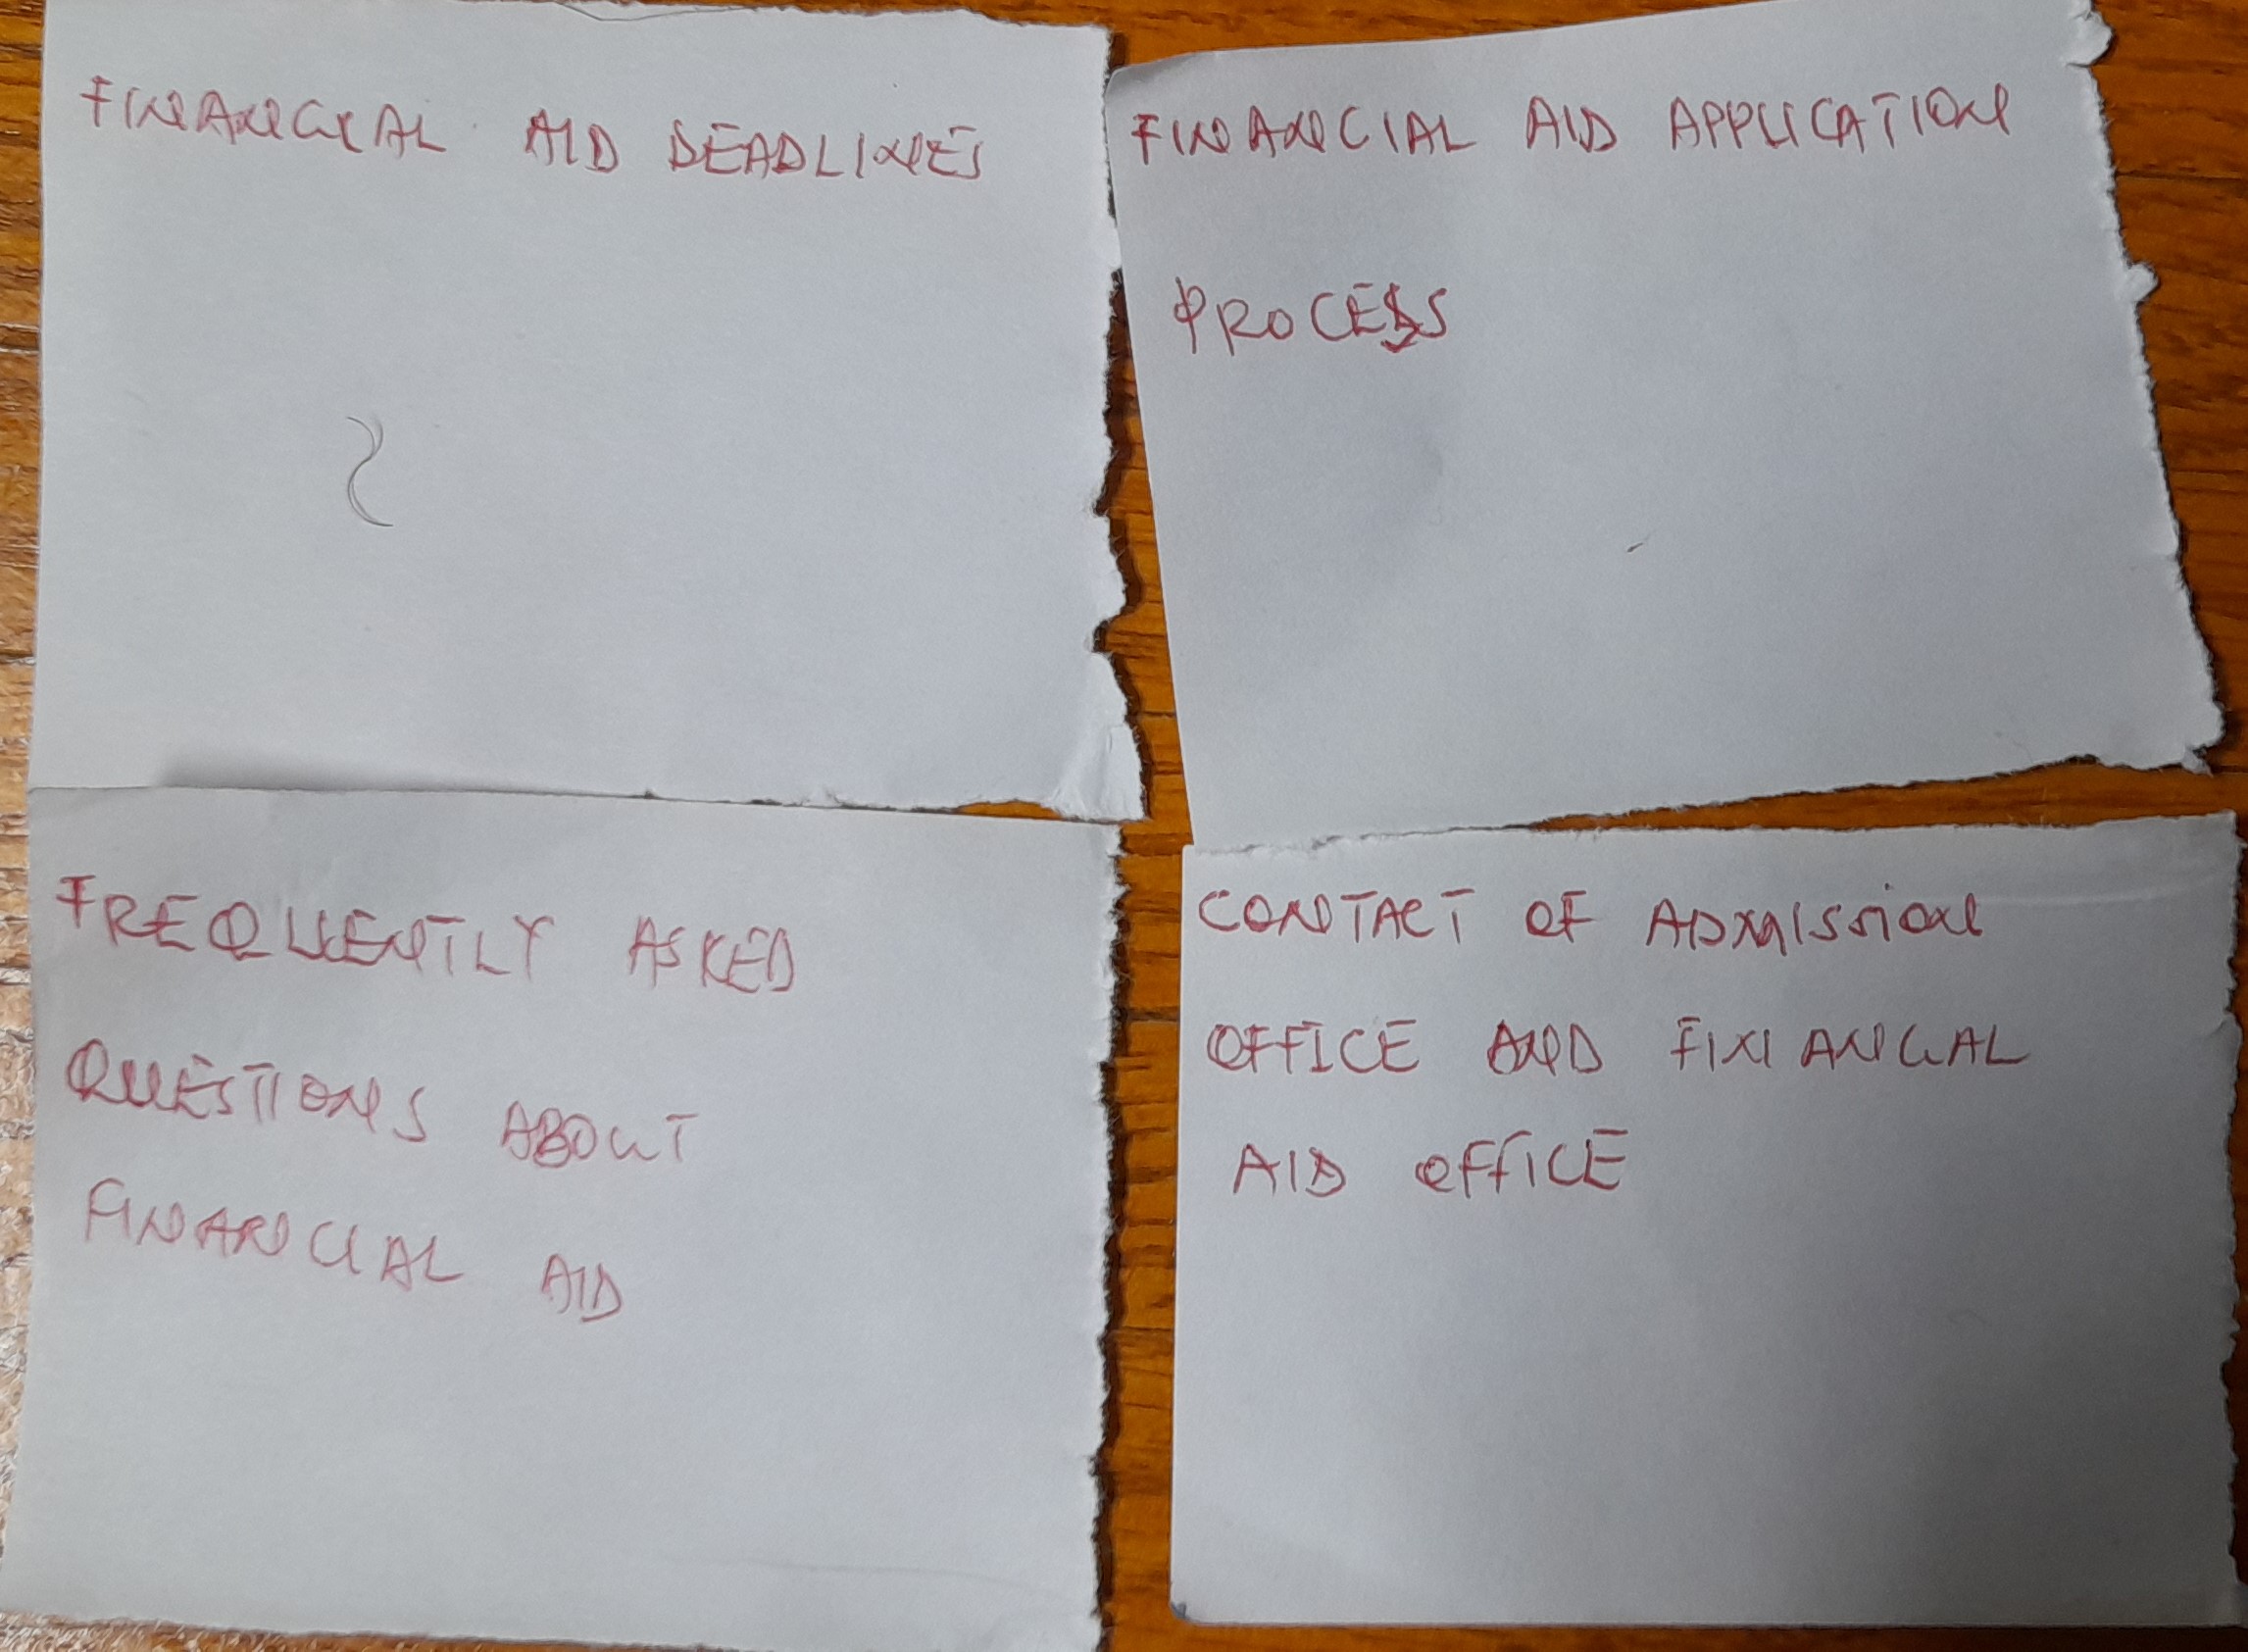 FINANCIAL AID DEADLINES
FINANCIAL AID APPLICATION
PROCESS
FREQUENTLY ASKED
QUESTIONS ABOUT
FINANCIAL AID
CONTACT OF ADMISSION
OFFICE AND FINANCIAL
AID OFFICE